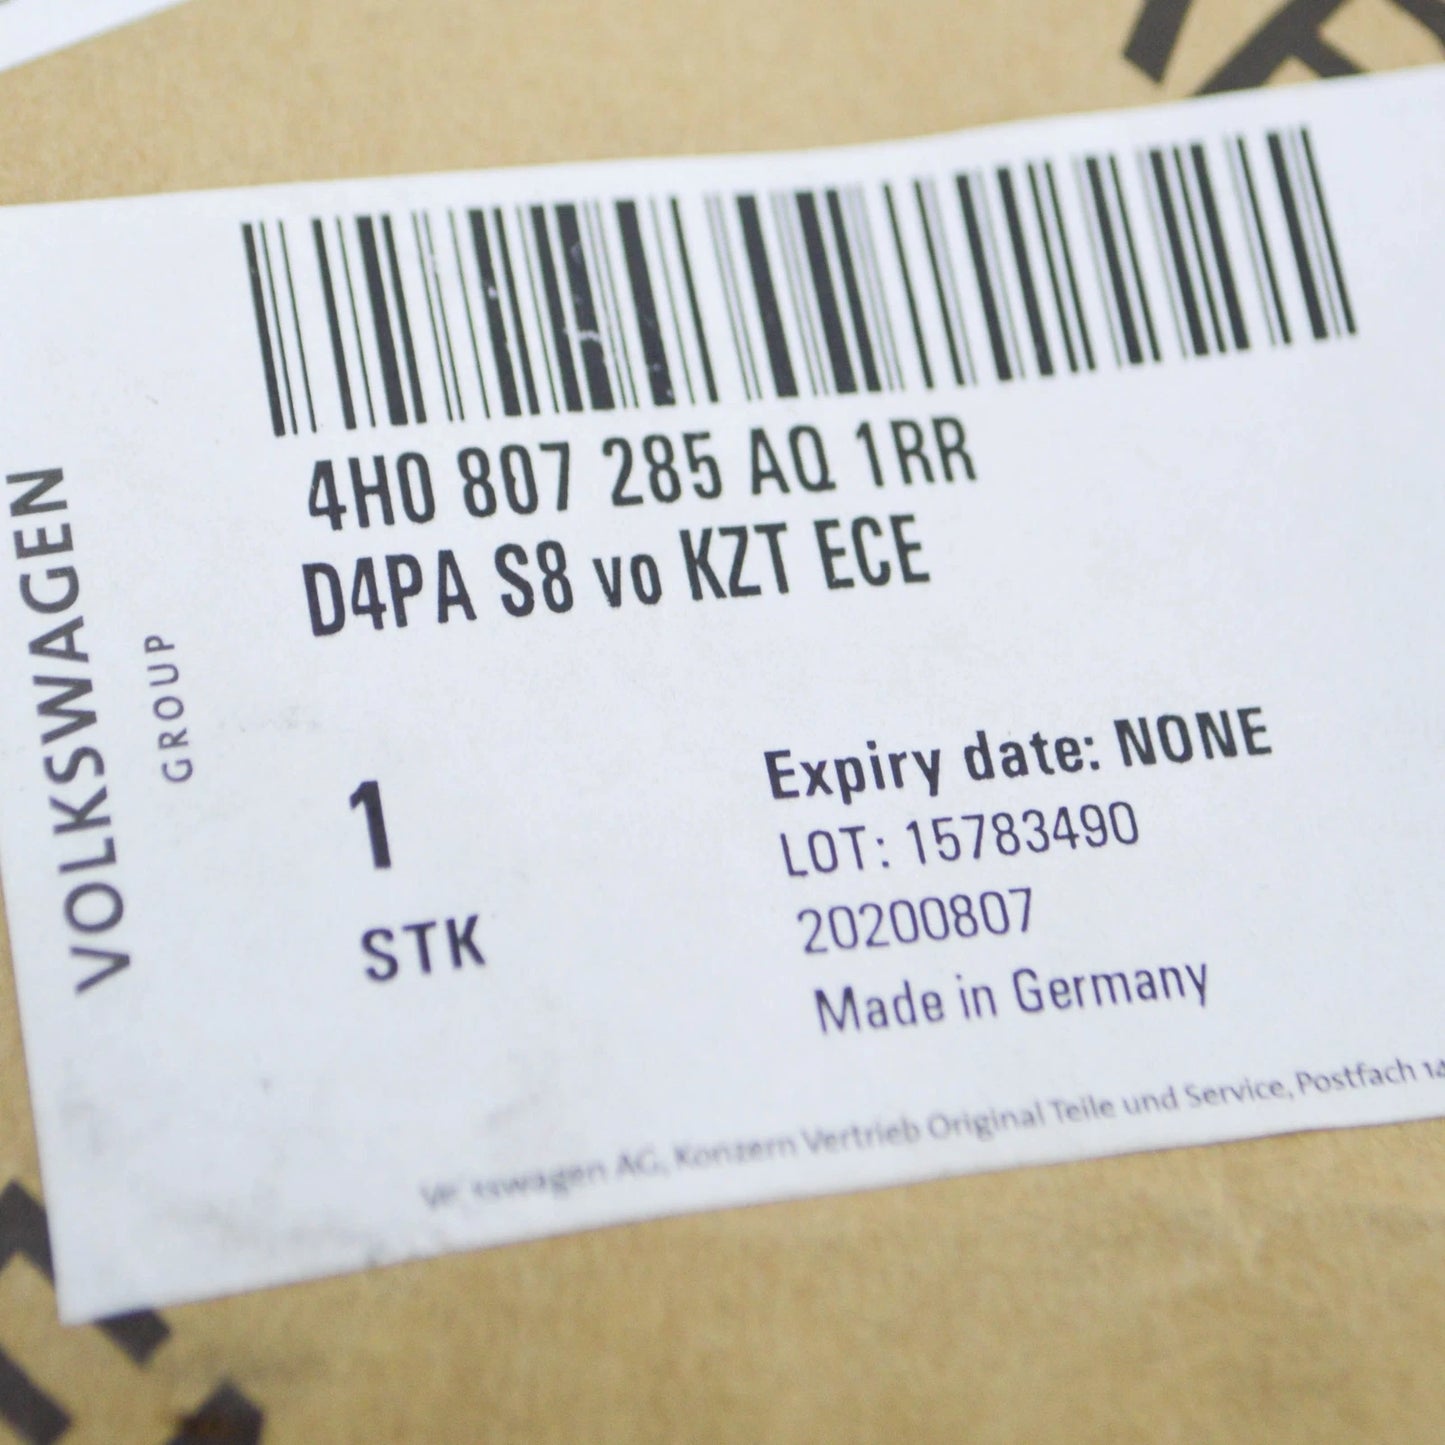 VOLKSWAGEN
GROUP
4H0 807 285 AQ 1RR
D4PA S8 vo KZT ECE
1
STK
Expiry date: NONE
LOT: 15783490
20200807
Made in Germany
AG, Konzern Vertrieb Original Teile und Service, Postfach